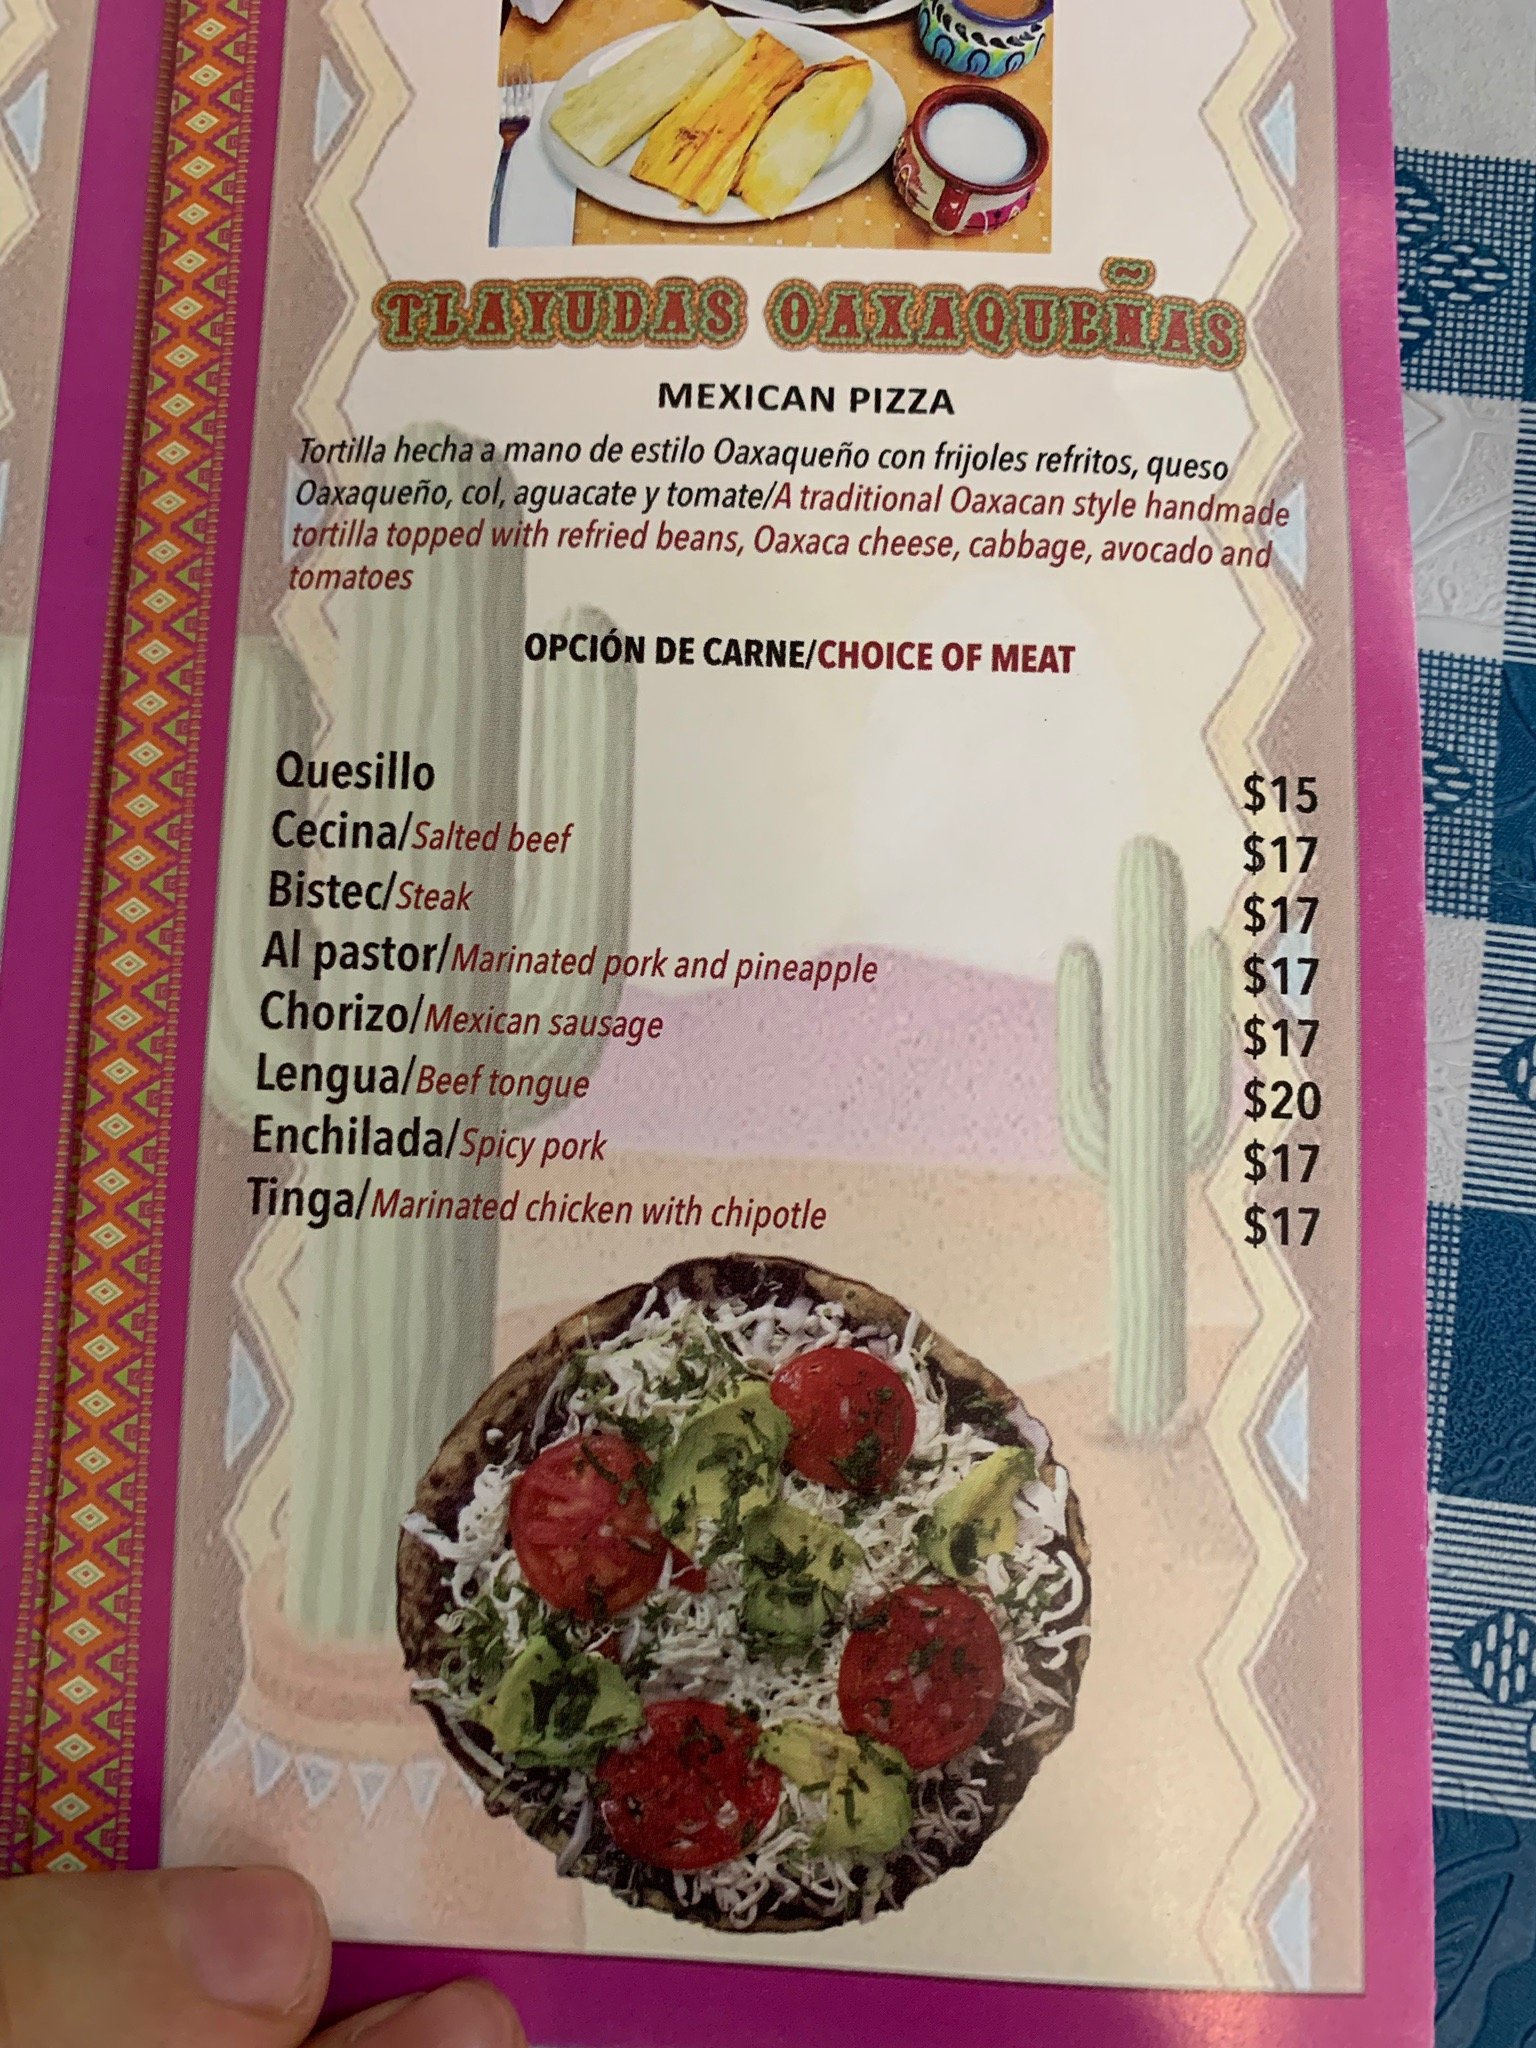 TLAYUDAS OAXAQUEÑAS
MEXICAN PIZZA
Tortilla hecha a mano de estilo Oaxaqueño con frijoles refritos, queso
Oaxaqueño, col, aguacate y tomate/A traditional Oaxacan style handmade
tortilla topped with refried beans, Oaxaca cheese, cabbage, avocado and
tomatoes
OPCIÓN DE CARNE/CHOICE OF MEAT
Quesillo $15
Cecina/Salted beef $17
Bistec/Steak $17
Al pastor/Marinated pork and pineapple $17
Chorizo/Mexican sausage $17
Lengua/Beef tongue $20
Enchilada/Spicy pork $17
Tinga/Marinated chicken with chipotle $17